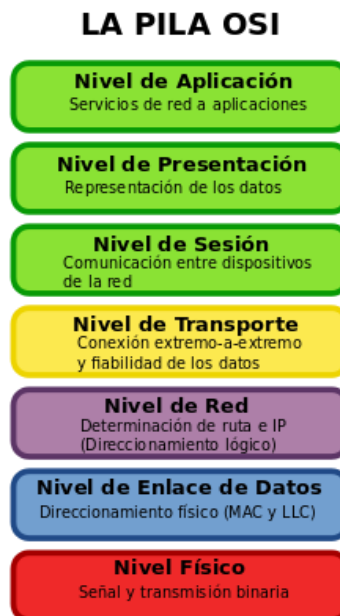 LA PILA OSI
Nivel de Aplicación
Servicios de red a aplicaciones
Nivel de Presentación
Representación de los datos
Nivel de Sesión
Comunicación entre dispositivos
de la red
Nivel de Transporte
Conexión extremo-a-extremo
y fiabilidad de los datos
Nivel de Red
Determinación de ruta e IP
(Direccionamiento lógico)
Nivel de Enlace de Datos
Direccionamiento físico (MAC y LLC)
Nivel Físico
Señal y transmisión binaria